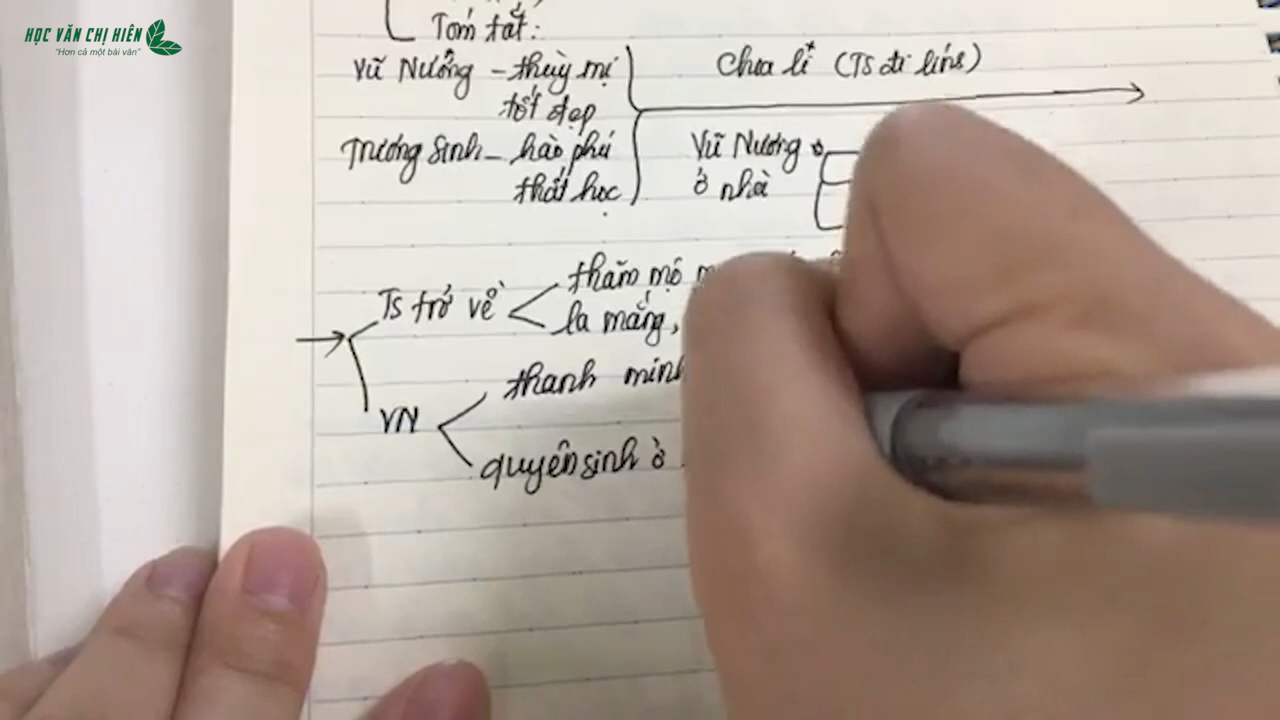 HỌC VĂN CHỊ HIÊN
"Hơn cả một bài văn"
Tóm tắt:
Vũ Nương - thùy mị
tốt đẹp
Trương Sinh - hào phú
thất học
Chia li (TS đi lính)
Vũ Nương
ở nhà
TS trở về
thăm mộ
la mắng,
VN
thanh minh
quyên sinh ở